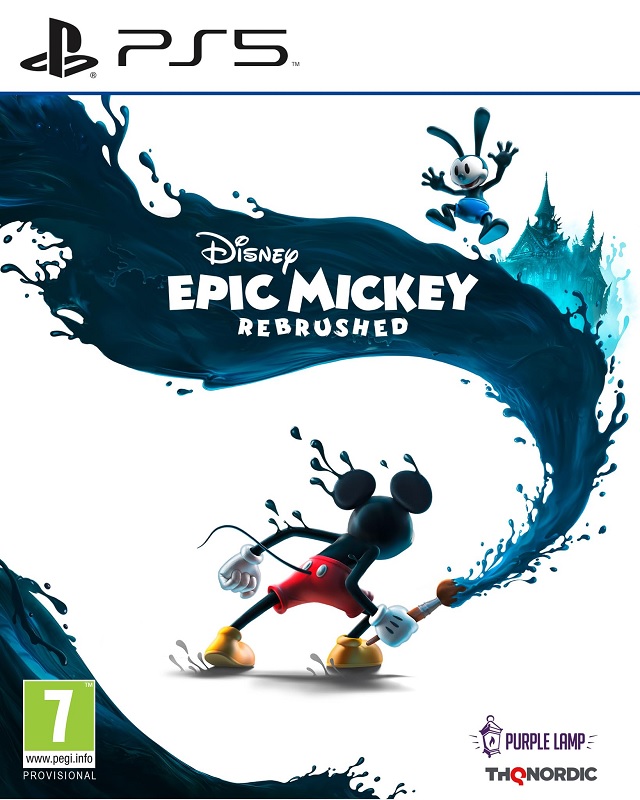 PS5
Disney
EPIC MICKEY
REBRUSHED
7
www.pegi.info
PROVISIONAL
PURPLE LAMP
THQNORDIC